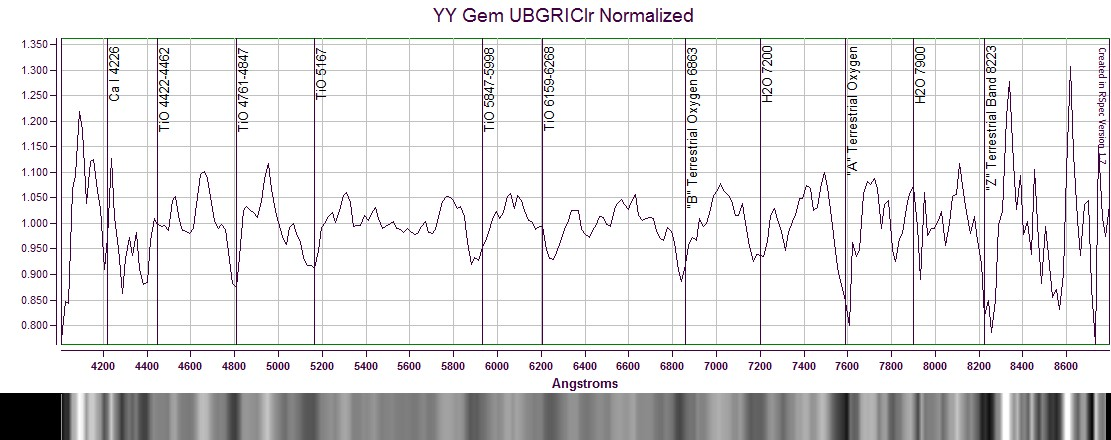 YY Gem UBGRIClr Normalized
1.350
1.300
1.250
1.200
1.150
1.100
1.050
1.000
0.950
0.900
0.850
0.800
Ca I 4226
TiO 4422-4462
TiO 4761-4847
TiO 5167
TiO 5847-5998
TiO 6159-6268
"B" Terrestrial Oxygen 6863
H2O 7200
"A" Terrestrial Oxygen
H2O 7900
"Z" Terrestrial Band 8223
Created in RSpec Version 1.7
4200 4400 4600 4800 5000 5200 5400 5600 5800 6000 6200 6400 6600 6800 7000 7200 7400 7600 7800 8000 8200 8400 8600
Angstroms